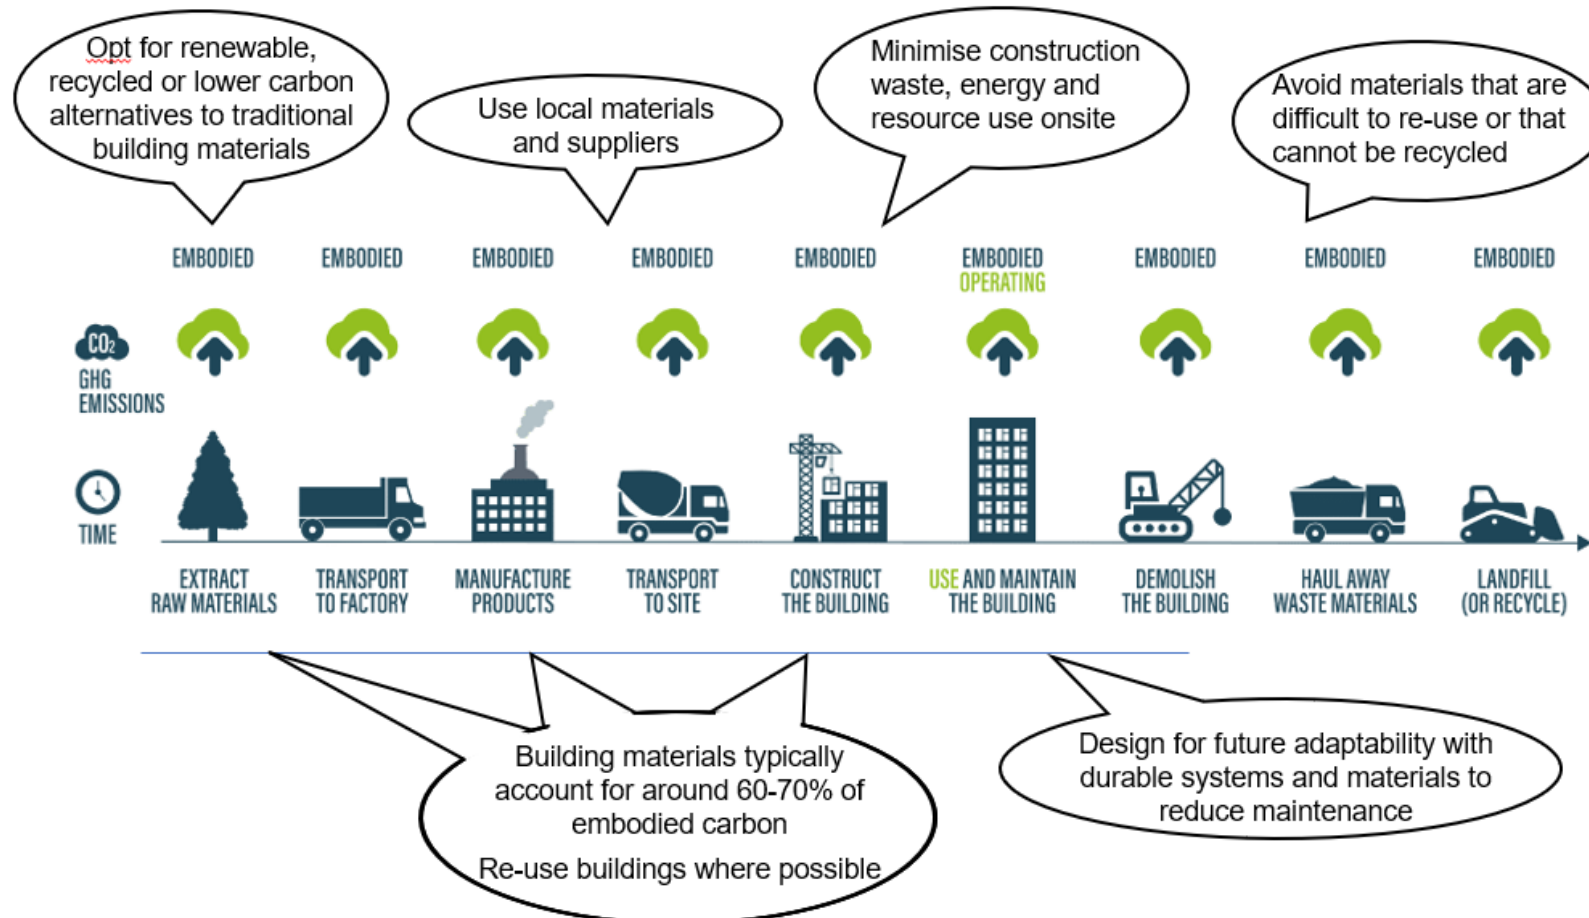 Opt for renewable,
recycled or lower carbon
alternatives to traditional
building materials
Use local materials
and suppliers
Minimise construction
waste, energy and
resource use onsite
Avoid materials that are
difficult to re-use or that
cannot be recycled
EMBODIED
EMBODIED
EMBODIED
EMBODIED
EMBODIED
EMBODIED
OPERATING
EMBODIED
EMBODIED
EMBODIED
CO2
GHG
EMISSIONS
TIME
EXTRACT
RAW MATERIALS
TRANSPORT
TO FACTORY
MANUFACTURE
PRODUCTS
TRANSPORT
TO SITE
CONSTRUCT
THE BUILDING
USE AND MAINTAIN
THE BUILDING
DEMOLISH
THE BUILDING
HAUL AWAY
WASTE MATERIALS
LANDFILL
(OR RECYCLE)
Building materials typically
account for around 60-70% of
embodied carbon
Re-use buildings where possible
Design for future adaptability with
durable systems and materials to
reduce maintenance